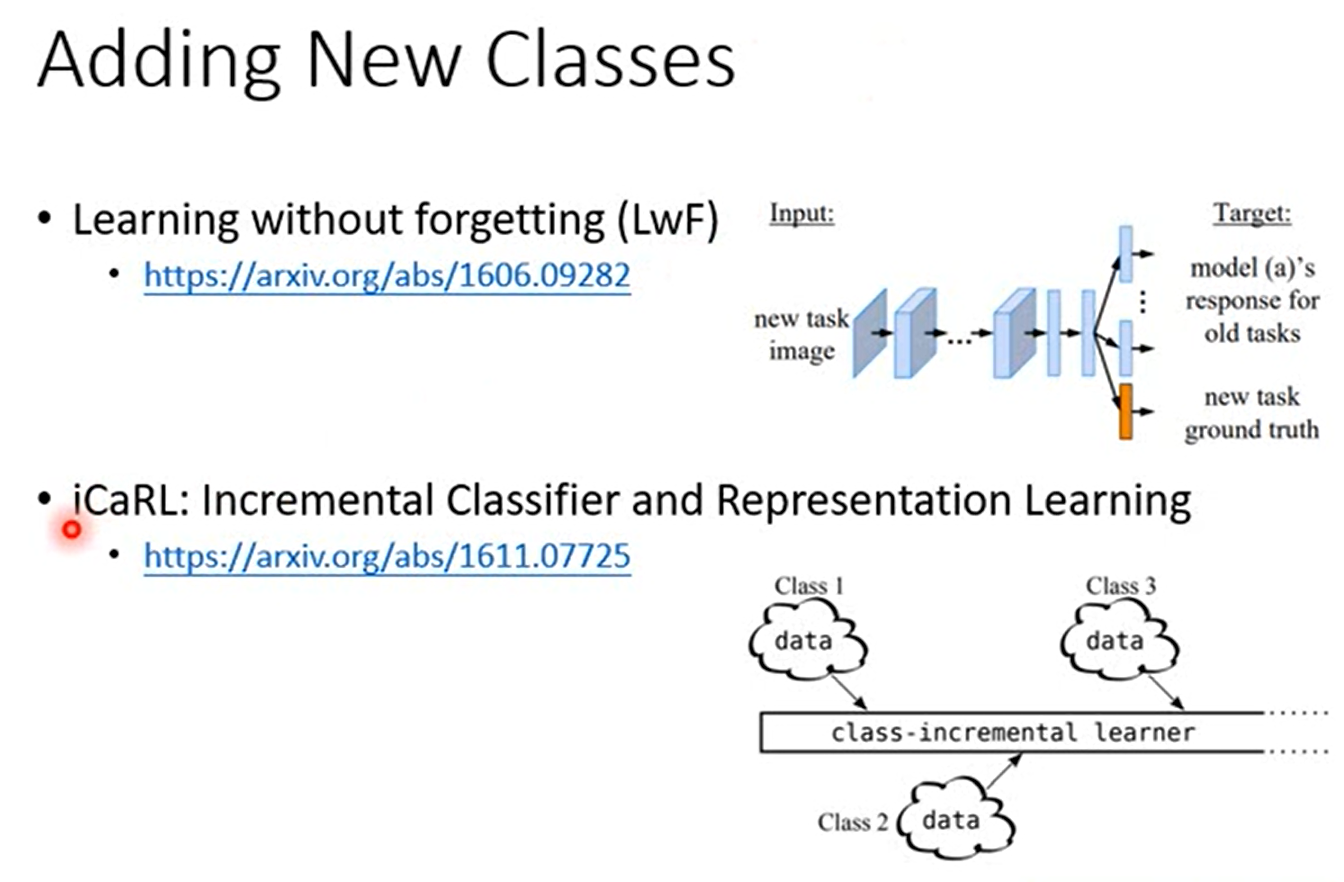 Adding New Classes
• Learning without forgetting (LwF)
• https://arxiv.org/abs/1606.09282
Input:
Target:
new task
image
...
model (a)'s
response for
old tasks
new task
ground truth
• iCaRL: Incremental Classifier and Representation Learning
• https://arxiv.org/abs/1611.07725
Class 1
data
Class 3
data
class-incremental learner
Class 2
data